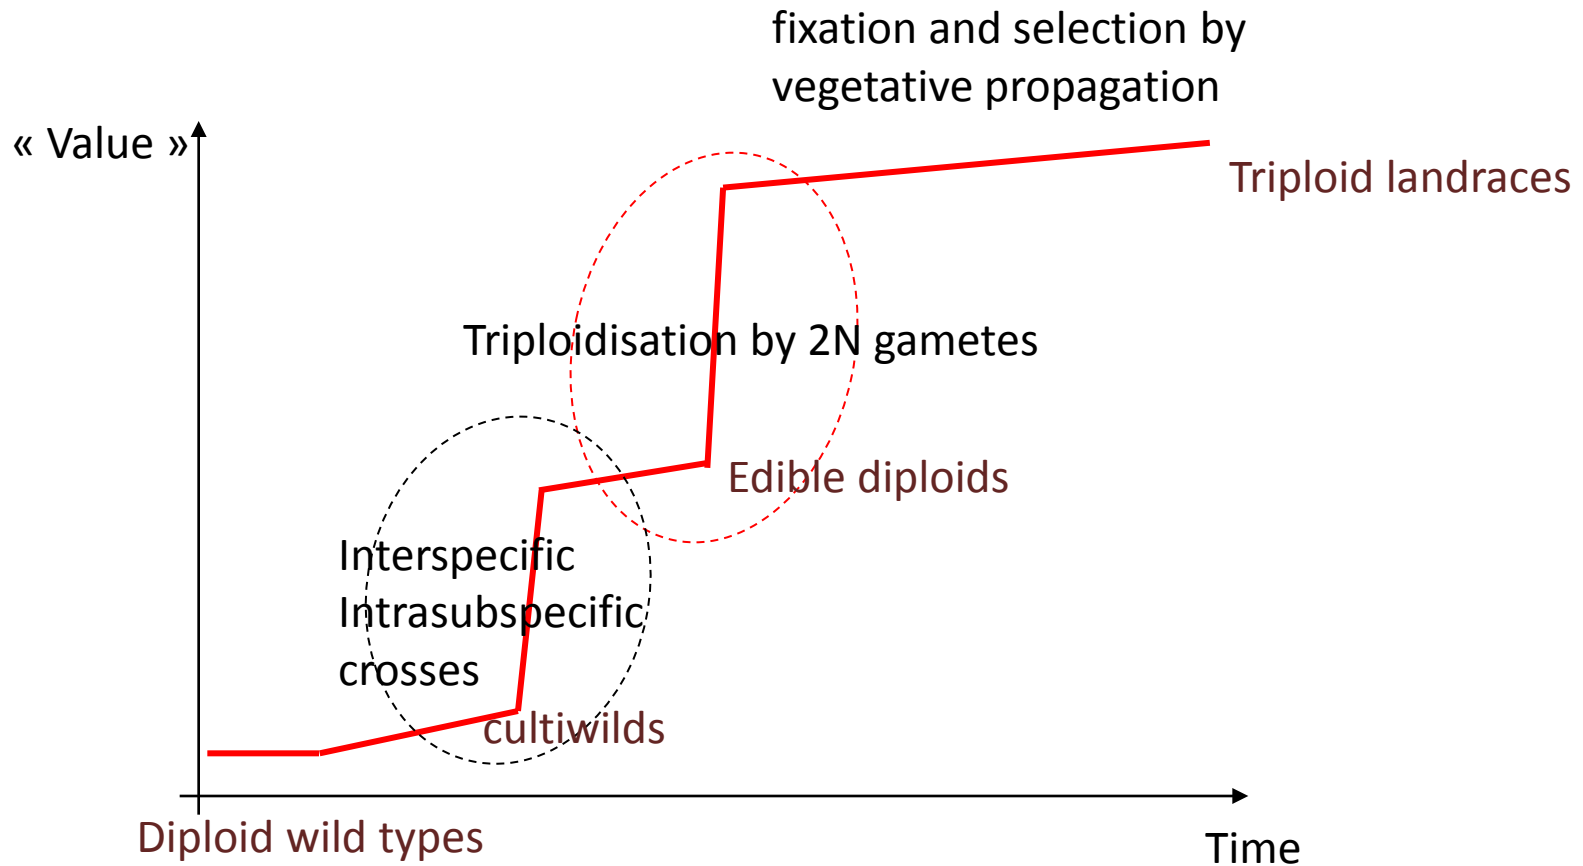 fixation and selection by
vegetative propagation
« Value »
Triploid landraces
Triploidisation by 2N gametes
Edible diploids
Interspecific
Intrasubspecific
crosses
cultiwilds
Diploid wild types
Time